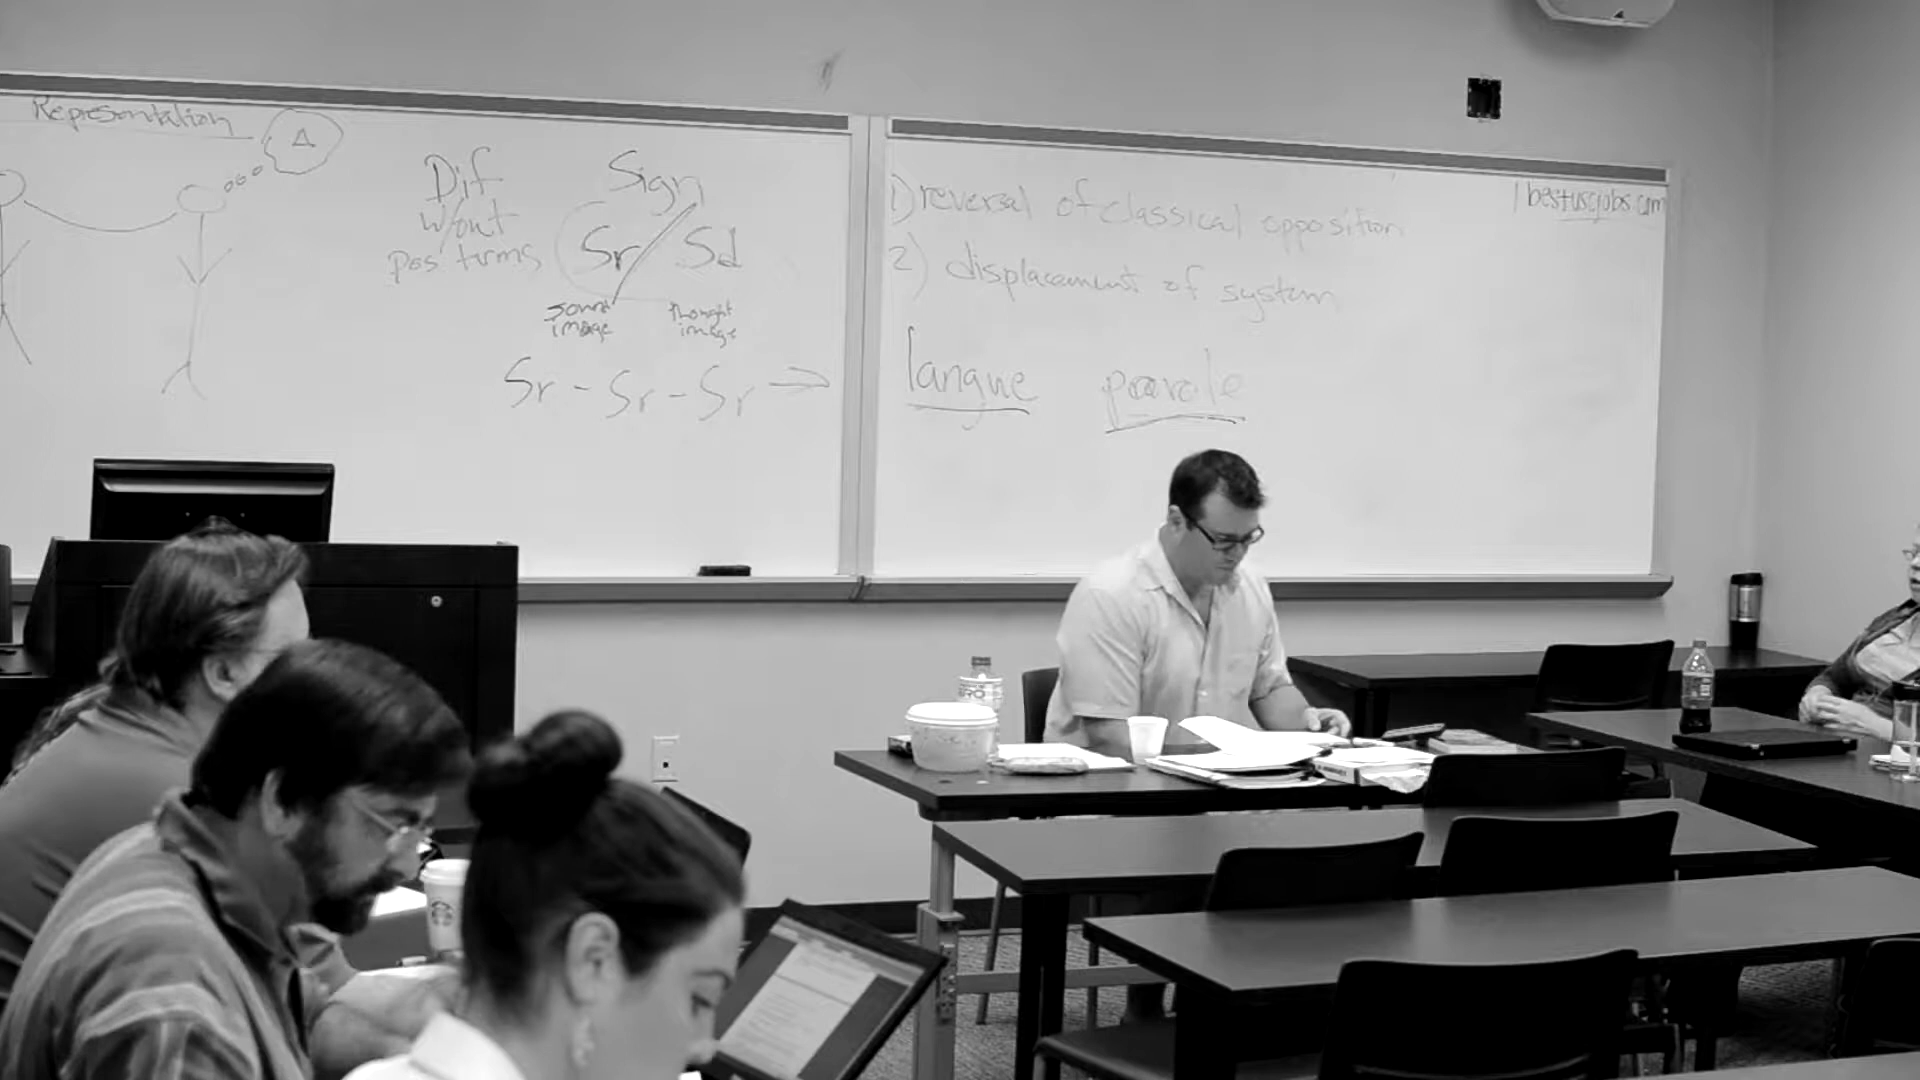 Representation
A
Dif
w/out
pos terms
Sign
Sr/Sd
sound
image
thought
image
Sr - Sr - Sr →
1) reversal of classical opposition
2) displacement of system
langue parole
bestuscjobs.com